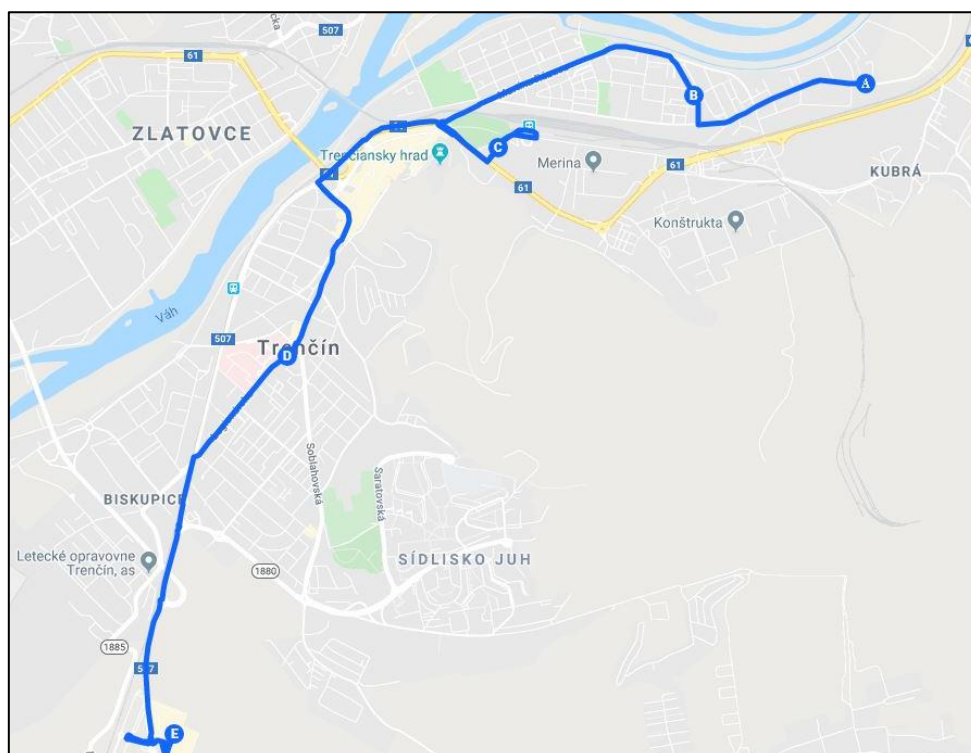 507
61
A
B
ZLATOVCE
C
Trenčiansky hrad
Merina
61
61
KUBRÁ
Konštrukta
Váh
507
Trenčín
D
Soblahovská
Saratovská
BISKUPICE
Letecké opravovne
Trenčín, as
SÍDLISKO JUH
1880
1885
507
E